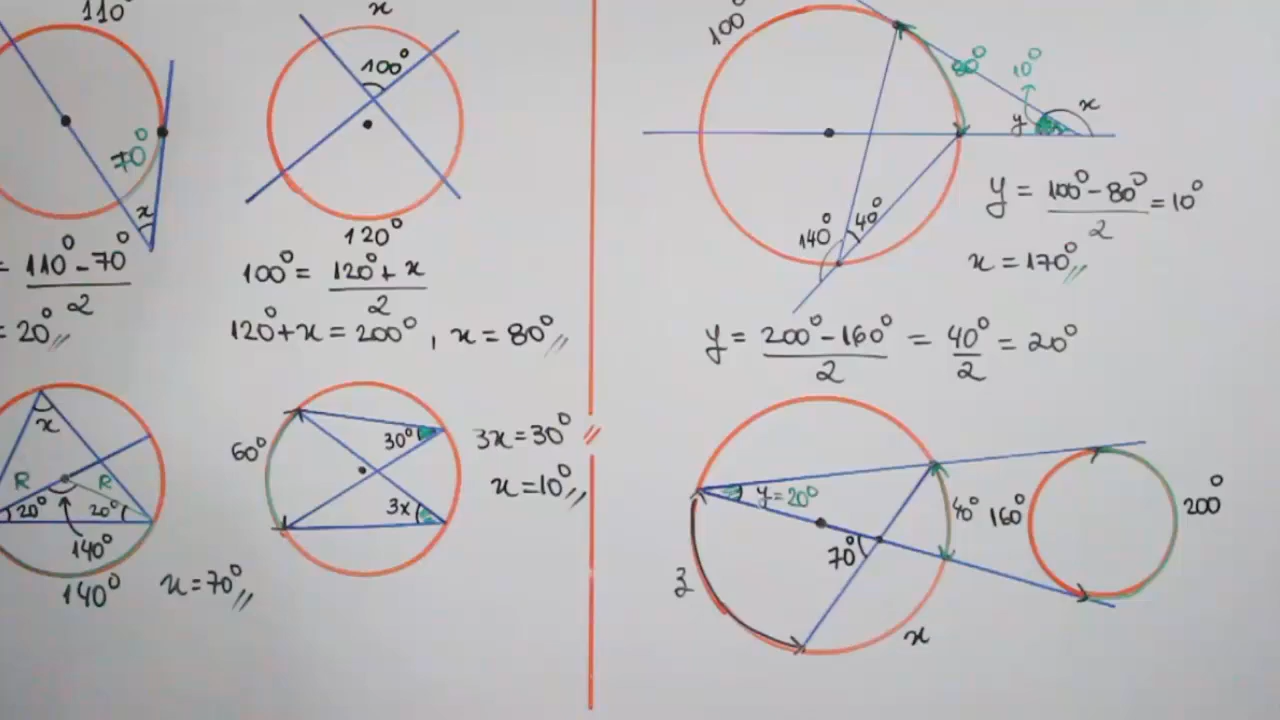 110°
70°
x
= 110° - 70° / 2
= 20°
x
100°
120°
100° = 120° + x / 2
120° + x = 200° , x = 80°
x
R R
20° 20°
140°
140°
x = 70°
60°
30°
3x
3x = 30°
x = 10°
100°
80°
10°
x
y
140° 40°
y = 100° - 80° / 2 = 10°
x = 170°
y = 200° - 160° / 2 = 40° / 2 = 20°
y = 20°
70°
40° 160° 200°
3
x